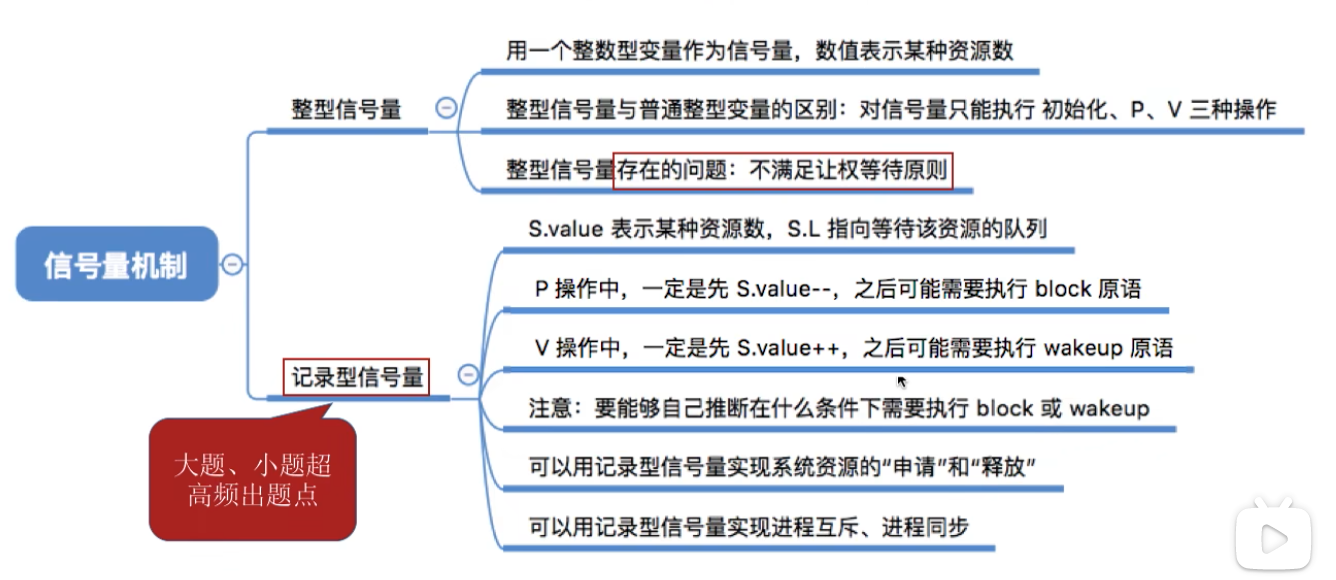 用一个整数型变量作为信号量，数值表示某种资源数
整型信号量
整型信号量与普通整型变量的区别：对信号量只能执行 初始化、P、V 三种操作
整型信号量存在的问题：不满足让权等待原则
信号量机制
S.value 表示某种资源数，S.L 指向等待该资源的队列
P 操作中，一定是先 S.value--，之后可能需要执行 block 原语
V 操作中，一定是先 S.value++，之后可能需要执行 wakeup 原语
记录型信号量
注意：要能够自己推断在什么条件下需要执行 block 或 wakeup
可以用记录型信号量实现系统资源的“申请”和“释放”
可以用记录型信号量实现进程互斥、进程同步
大题、小题超
高频出题点